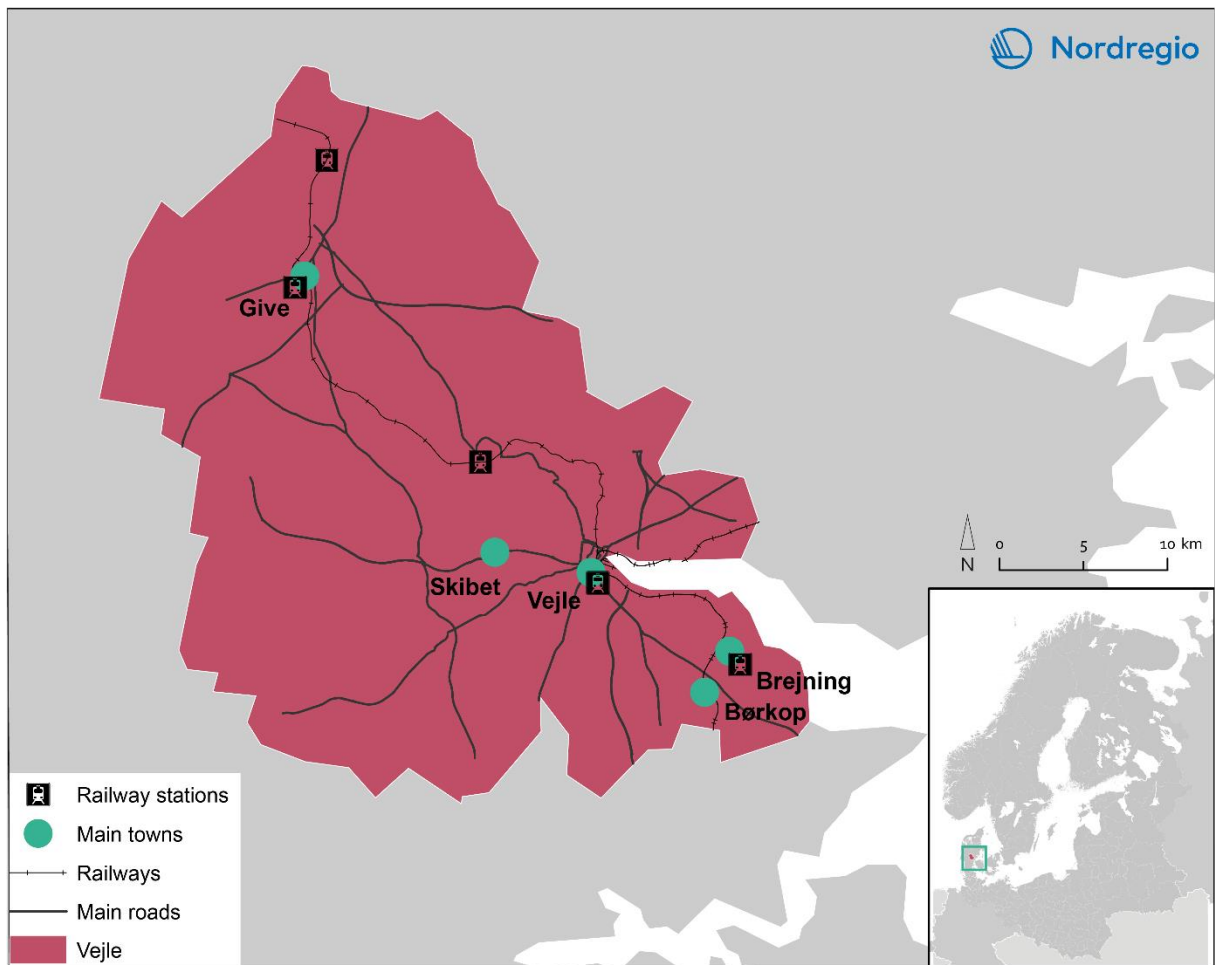 Nordregio
Give
Skibet
Vejle
Brejning
Børkop
0 5 10 km
N
Railway stations
Main towns
Railways
Main roads
Vejle